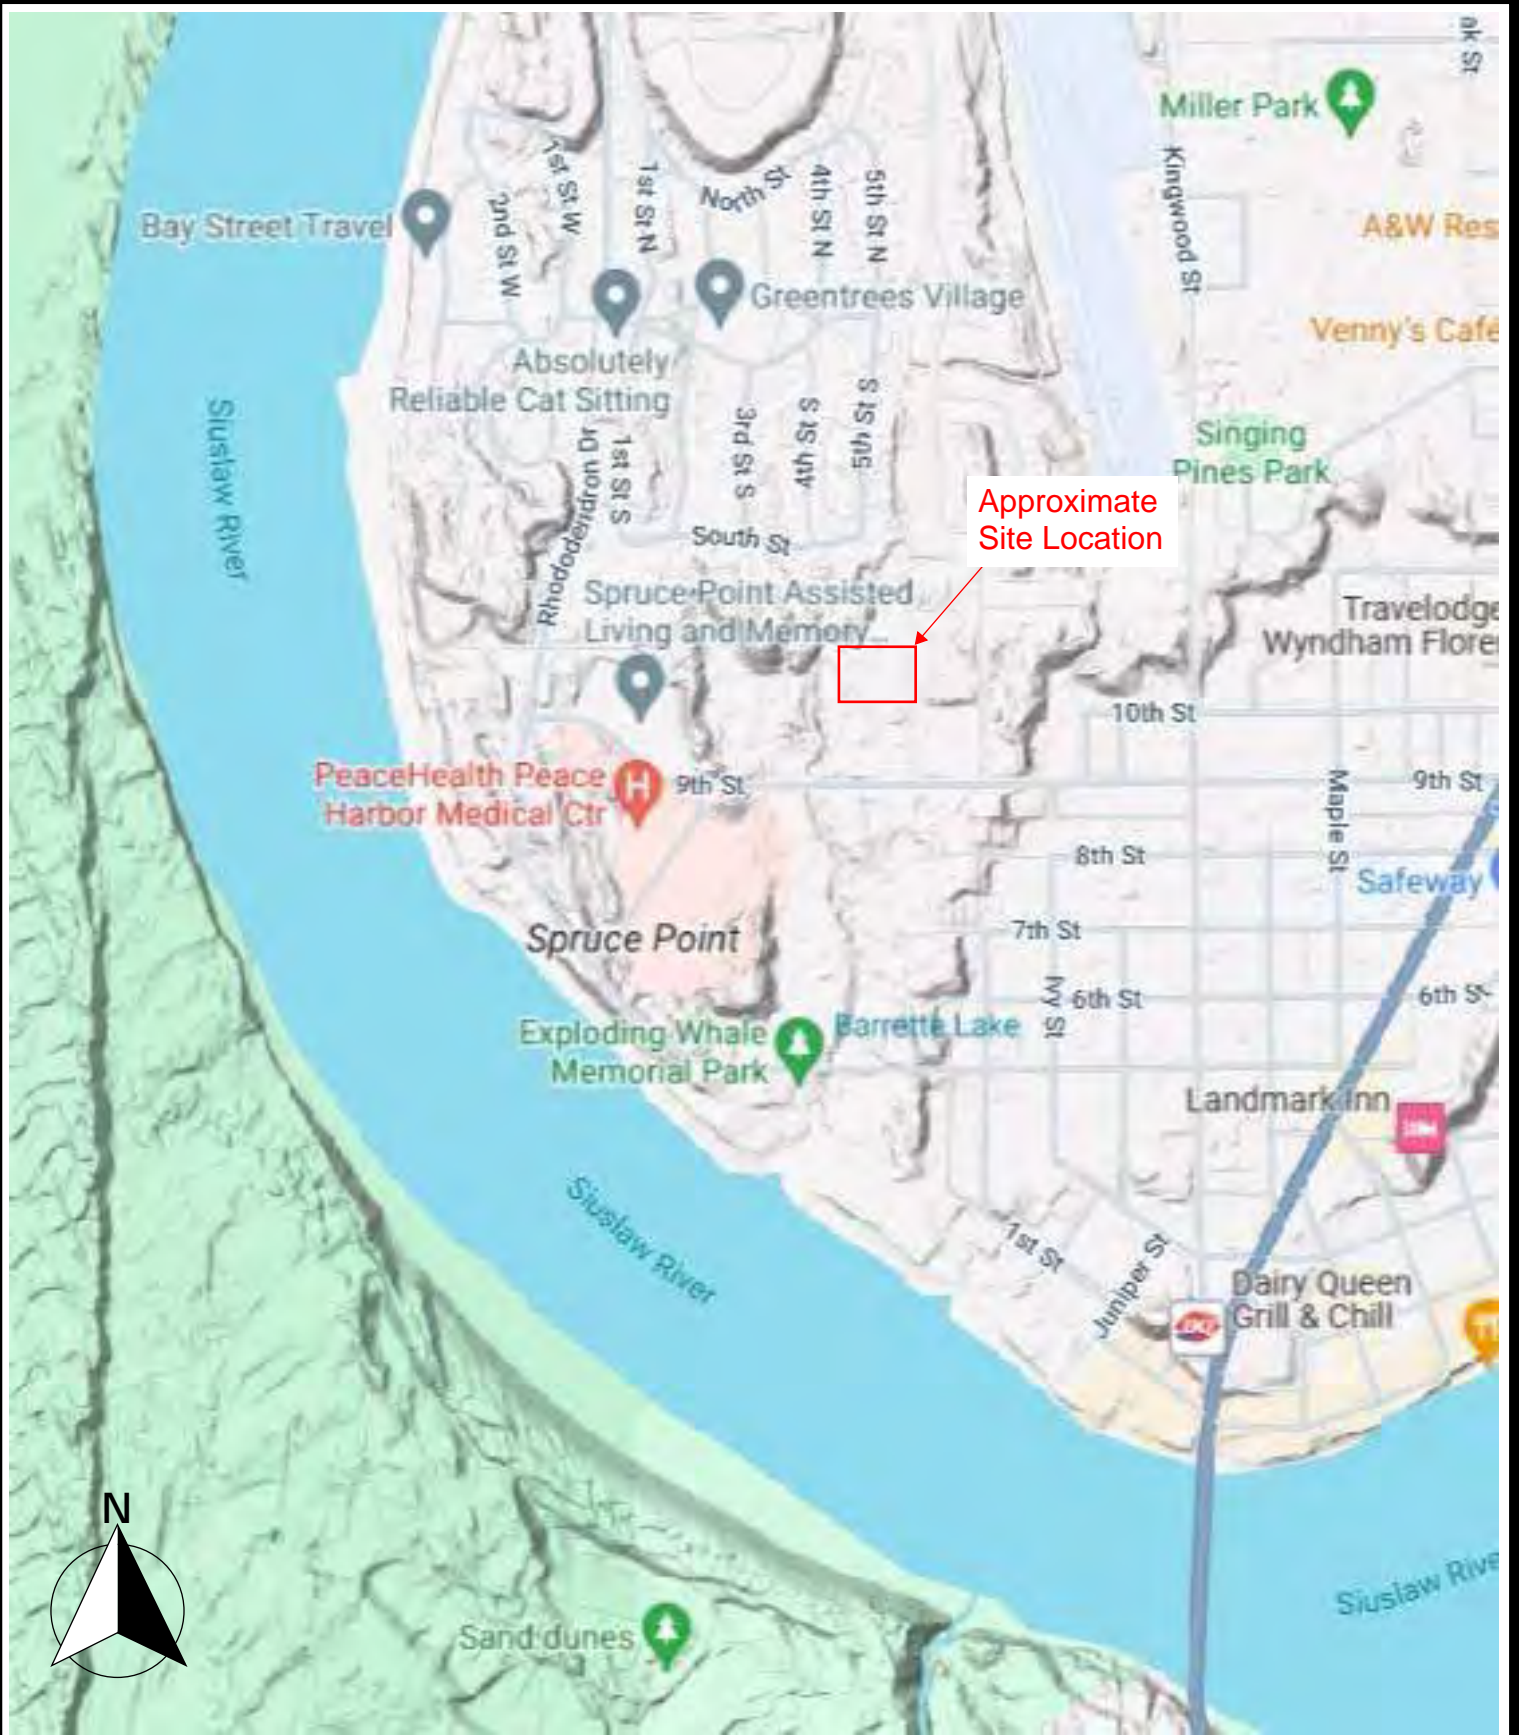 ak St
Miller Park
Kingwood St
A&W Res
Venny's Café
Bay Street Travel
2nd St W
1st St W
1st St N
North St
4th St N
5th St N
Greentrees Village
Absolutely
Reliable Cat Sitting
Siuslaw River
Rhododendron Dr
1st St S
3rd St S
4th St S
5th St S
South St
Singing
Pines Park
Approximate
Site Location
Spruce Point Assisted
Living and Memory...
Travelodge
Wyndham Flore
10th St
PeaceHealth Peace
Harbor Medical Ctr
H
9th St
Maple St
9th St
8th St
Safeway
Spruce Point
7th St
Ivy St
6th St
6th St
Exploding Whale
Memorial Park
Barrette Lake
Landmark Inn
Siuslaw River
1st St
Juniper St
DQ
Dairy Queen
Grill & Chill
N
Siuslaw Rive
Sand dunes